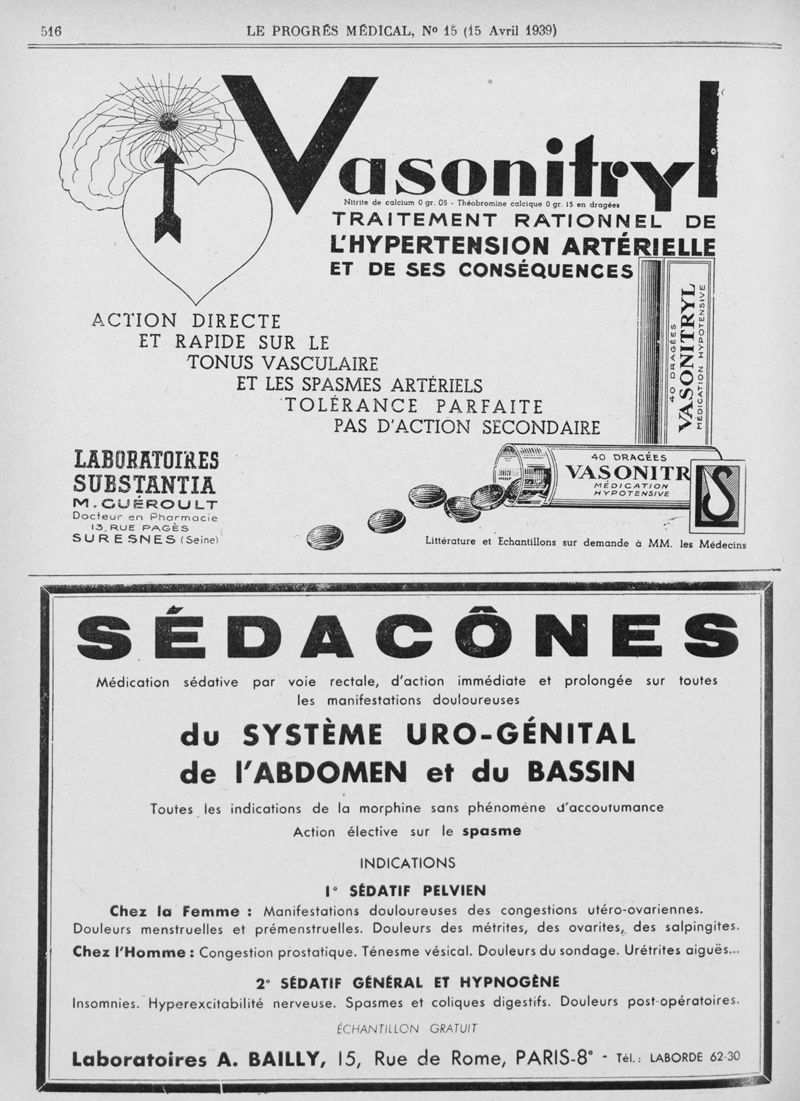 516
LE PROGRÉS MÉDICAL, No 15 (15 Avril 1939)
Vasonitryl
Nitrite de calcium 0 gr. 05 - Théobromine calcique 0 gr. 15 en dragées
TRAITEMENT RATIONNEL DE
L'HYPERTENSION ARTÉRIELLE
ET DE SES CONSÉQUENCES
ACTION DIRECTE
ET RAPIDE SUR LE
TONUS VASCULAIRE
ET LES SPASMES ARTÉRIELS
TOLÉRANCE PARFAITE
PAS D'ACTION SECONDAIRE
40 DRAGÉES
VASONITRYL
MÉDICATION HYPOTENSIVE
40 DRAGÉES
VASONITR
MÉDICATION
HYPOTENSIVE
S
LABORATOIRES
SUBSTANTIA
M. GUÉROULT
Docteur en Pharmacie
13, RUE PAGÈS
SURESNES (Seine)
Littérature et Echantillons sur demande à MM. les Médecins
SÉDACÔNES
Médication sédative par voie rectale, d'action immédiate et prolongée sur toutes
les manifestations douloureuses
du SYSTÈME URO-GÉNITAL
de l'ABDOMEN et du BASSIN
Toutes les indications de la morphine sans phénomène d'accoutumance
Action élective sur le spasme
INDICATIONS
1° SÉDATIF PELVIEN
Chez la Femme : Manifestations douloureuses des congestions utéro-ovariennes.
Douleurs menstruelles et prémenstruelles. Douleurs des métrites, des ovarites, des salpingites.
Chez l'Homme : Congestion prostatique. Ténesme vésical. Douleurs du sondage. Urétrites aiguës...
2° SÉDATIF GÉNÉRAL ET HYPNOGÈNE
Insomnies. Hyperexcitabilité nerveuse. Spasmes et coliques digestifs. Douleurs post-opératoires.
ÉCHANTILLON GRATUIT
Laboratoires A. BAILLY, 15, Rue de Rome, PARIS-8e - Tél.: LABORDE 62-30